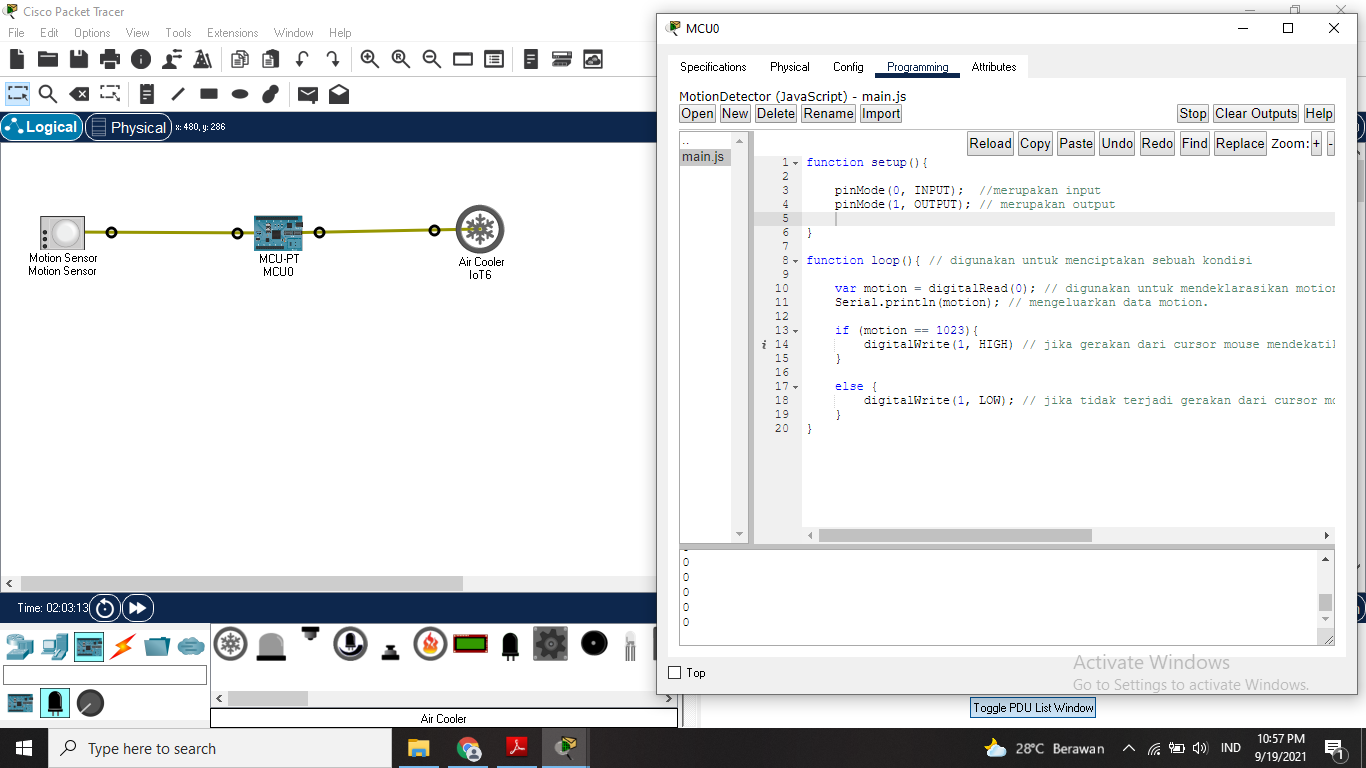 Cisco Packet Tracer
File Edit Options View Tools Extensions Window Help
Logical Physical x: 480, y: 286
Motion Sensor
Motion Sensor
MCU-PT
MCU0
Air Cooler
IoT6
Time: 02:03:13
Air Cooler
MCU0
Specifications Physical Config Programming Attributes
MotionDetector (JavaScript) - main.js
Open New Delete Rename Import Stop Clear Outputs Help
..
main.js
Reload Copy Paste Undo Redo Find Replace Zoom: + -
1 function setup(){
2
3 pinMode(0, INPUT); //merupakan input
4 pinMode(1, OUTPUT); // merupakan output
5
6 }
7
8 function loop(){ // digunakan untuk menciptakan sebuah kondisi
9
10 var motion = digitalRead(0); // digunakan untuk mendeklarasikan motion
11 Serial.println(motion); // mengeluarkan data motion.
12
13 if (motion == 1023){
i 14 digitalWrite(1, HIGH) // jika gerakan dari cursor mouse
15 }
16
17 else {
18 digitalWrite(1, LOW); // jika tidak terjadi gerakan dari cursor
19 }
20 }
0
0
0
0
0
Top
Activate Windows
Go to Settings to activate Windows.
Toggle PDU List Window
Type here to search
28°C Berawan
IND
10:57 PM
9/19/2021
1